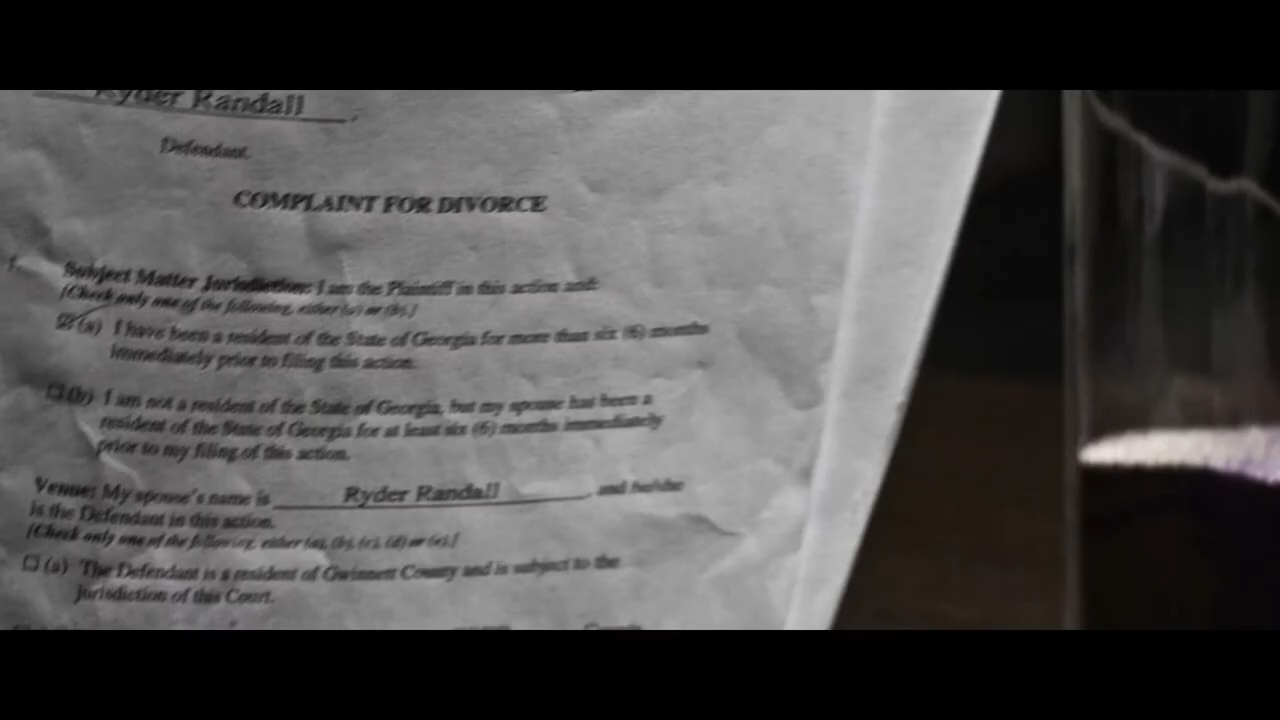 Ryder Randall
Defendant.
COMPLAINT FOR DIVORCE
1. Subject Matter Jurisdiction: I am the Plaintiff in this action and:
[Check only one of the following, either (a) or (b).]
☑ (a) I have been a resident of the State of Georgia for more than six (6) months
immediately prior to filing this action.
☐ (b) I am not a resident of the State of Georgia, but my spouse has been a
resident of the State of Georgia for at least six (6) months immediately
prior to my filing of this action.
Venue: My spouse's name is Ryder Randall, and he/she
is the Defendant in this action.
[Check only one of the following, either (a), (b), (c), (d) or (e).]
☐ (a) The Defendant is a resident of Gwinnett County and is subject to the
jurisdiction of this Court.